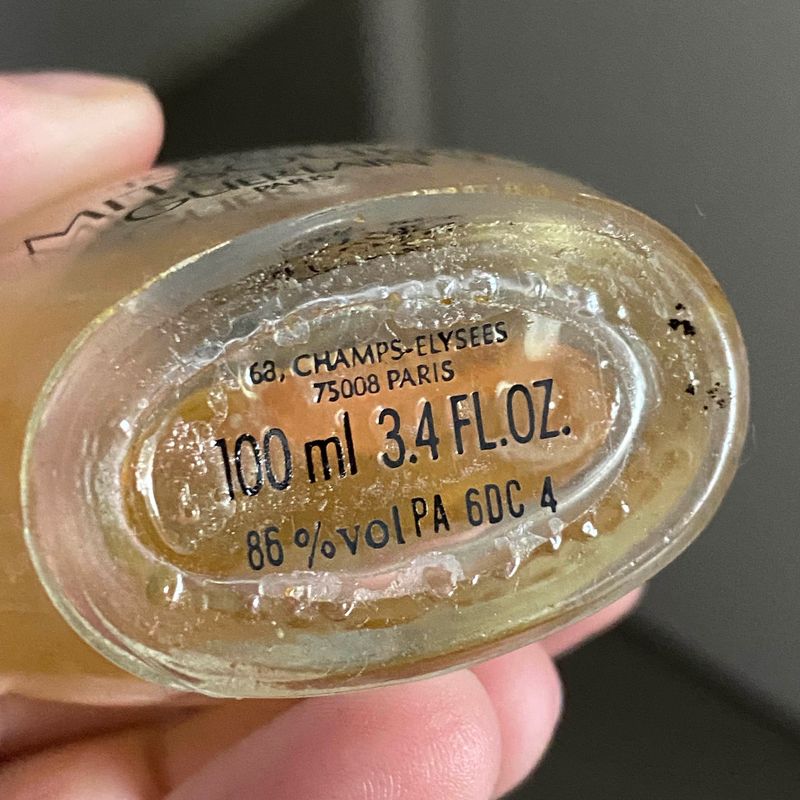 GUERLAIN
PARIS
68, CHAMPS-ELYSEES
75008 PARIS
100 ml 3.4 FL.OZ.
86 %vol PA 6DC 4